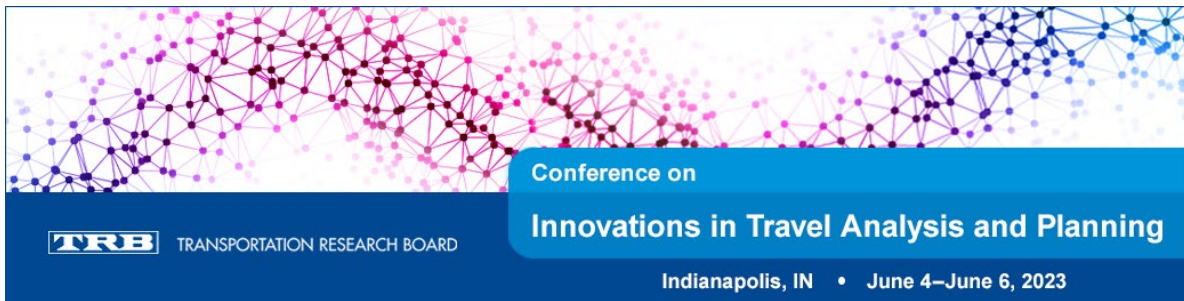 Conference on
Innovations in Travel Analysis and Planning
TRB TRANSPORTATION RESEARCH BOARD
Indianapolis, IN • June 4–June 6, 2023